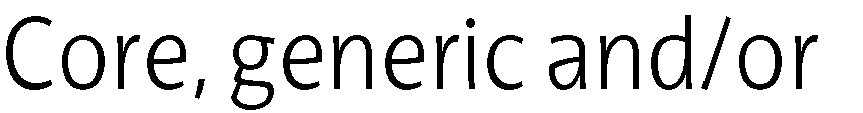 Core, generic and/or